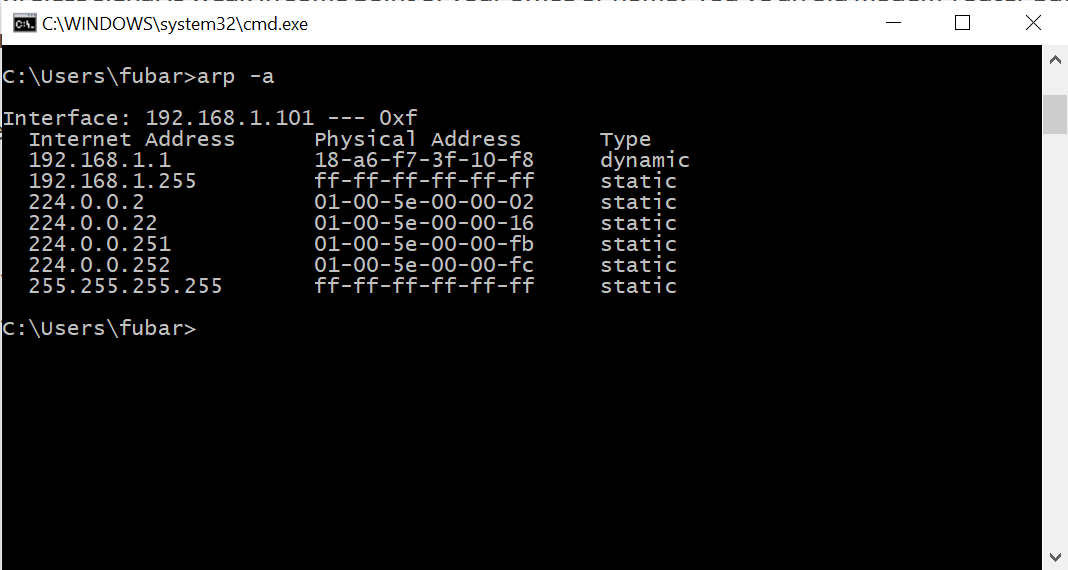 C:\WINDOWS\system32\cmd.exe
C:\Users\fubar>arp -a
Interface: 192.168.1.101 --- 0xf
Internet Address Physical Address Type
192.168.1.1 18-a6-f7-3f-10-f8 dynamic
192.168.1.255 ff-ff-ff-ff-ff-ff static
224.0.0.2 01-00-5e-00-00-02 static
224.0.0.22 01-00-5e-00-00-16 static
224.0.0.251 01-00-5e-00-00-fb static
224.0.0.252 01-00-5e-00-00-fc static
255.255.255.255 ff-ff-ff-ff-ff-ff static
C:\Users\fubar>